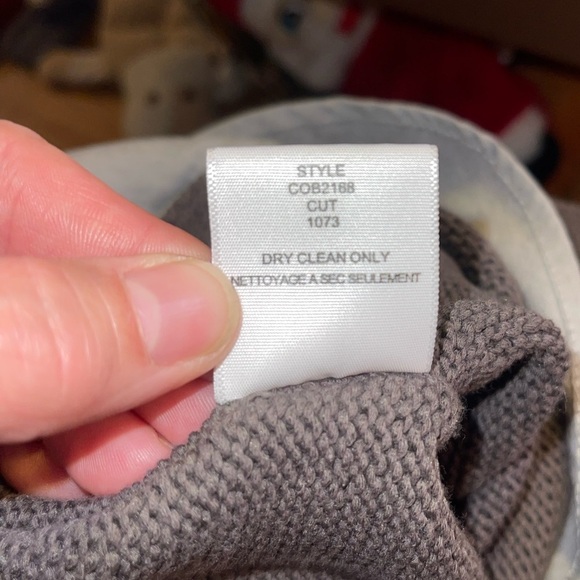 STYLE
COB2168
CUT
1073
DRY CLEAN ONLY
NETTOYAGE A SEC SEULEMENT